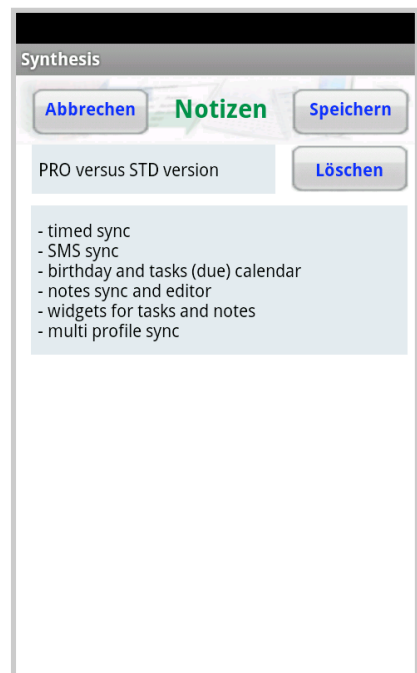 Synthesis
Abbrechen Notizen Speichern
PRO versus STD version Löschen
- timed sync
- SMS sync
- birthday and tasks (due) calendar
- notes sync and editor
- widgets for tasks and notes
- multi profile sync